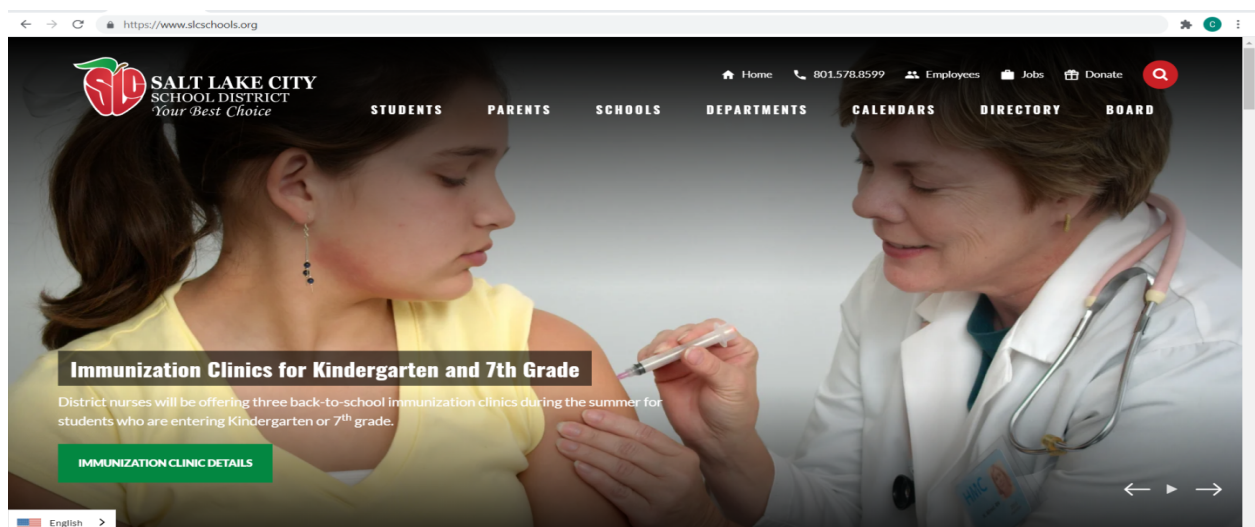 https://www.slcschools.org
C
SLC
SALT LAKE CITY
SCHOOL DISTRICT
Your Best Choice
Home 801.578.8599 Employees Jobs Donate
STUDENTS PARENTS SCHOOLS DEPARTMENTS CALENDARS DIRECTORY BOARD
Immunization Clinics for Kindergarten and 7th Grade
District nurses will be offering three back-to-school immunization clinics during the summer for
students who are entering Kindergarten or 7th grade.
IMMUNIZATION CLINIC DETAILS
HMC
English